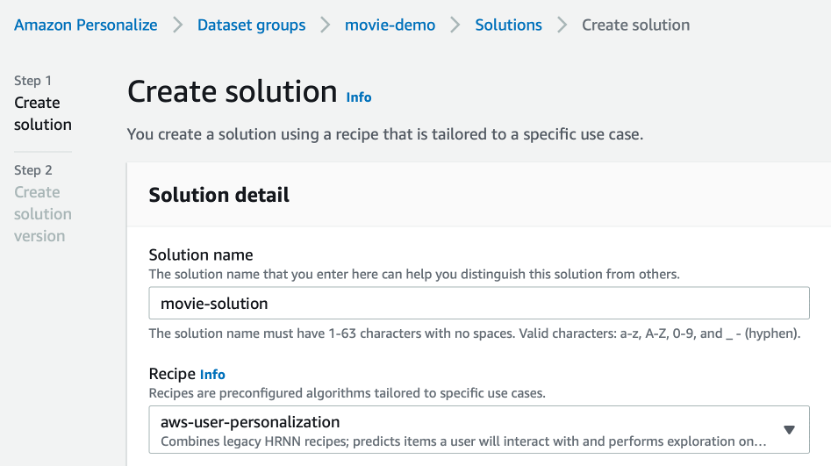 Amazon Personalize > Dataset groups > movie-demo > Solutions > Create solution
Step 1
Create
solution
Step 2
Create
solution
version
Create solution Info
You create a solution using a recipe that is tailored to a specific use case.
Solution detail
Solution name
The solution name that you enter here can help you distinguish this solution from others.
movie-solution
The solution name must have 1-63 characters with no spaces. Valid characters: a-z, A-Z, 0-9, and _ - (hyphen).
Recipe Info
Recipes are preconfigured algorithms tailored to specific use cases.
aws-user-personalization
Combines legacy HRNN recipes; predicts items a user will interact with and performs exploration on...